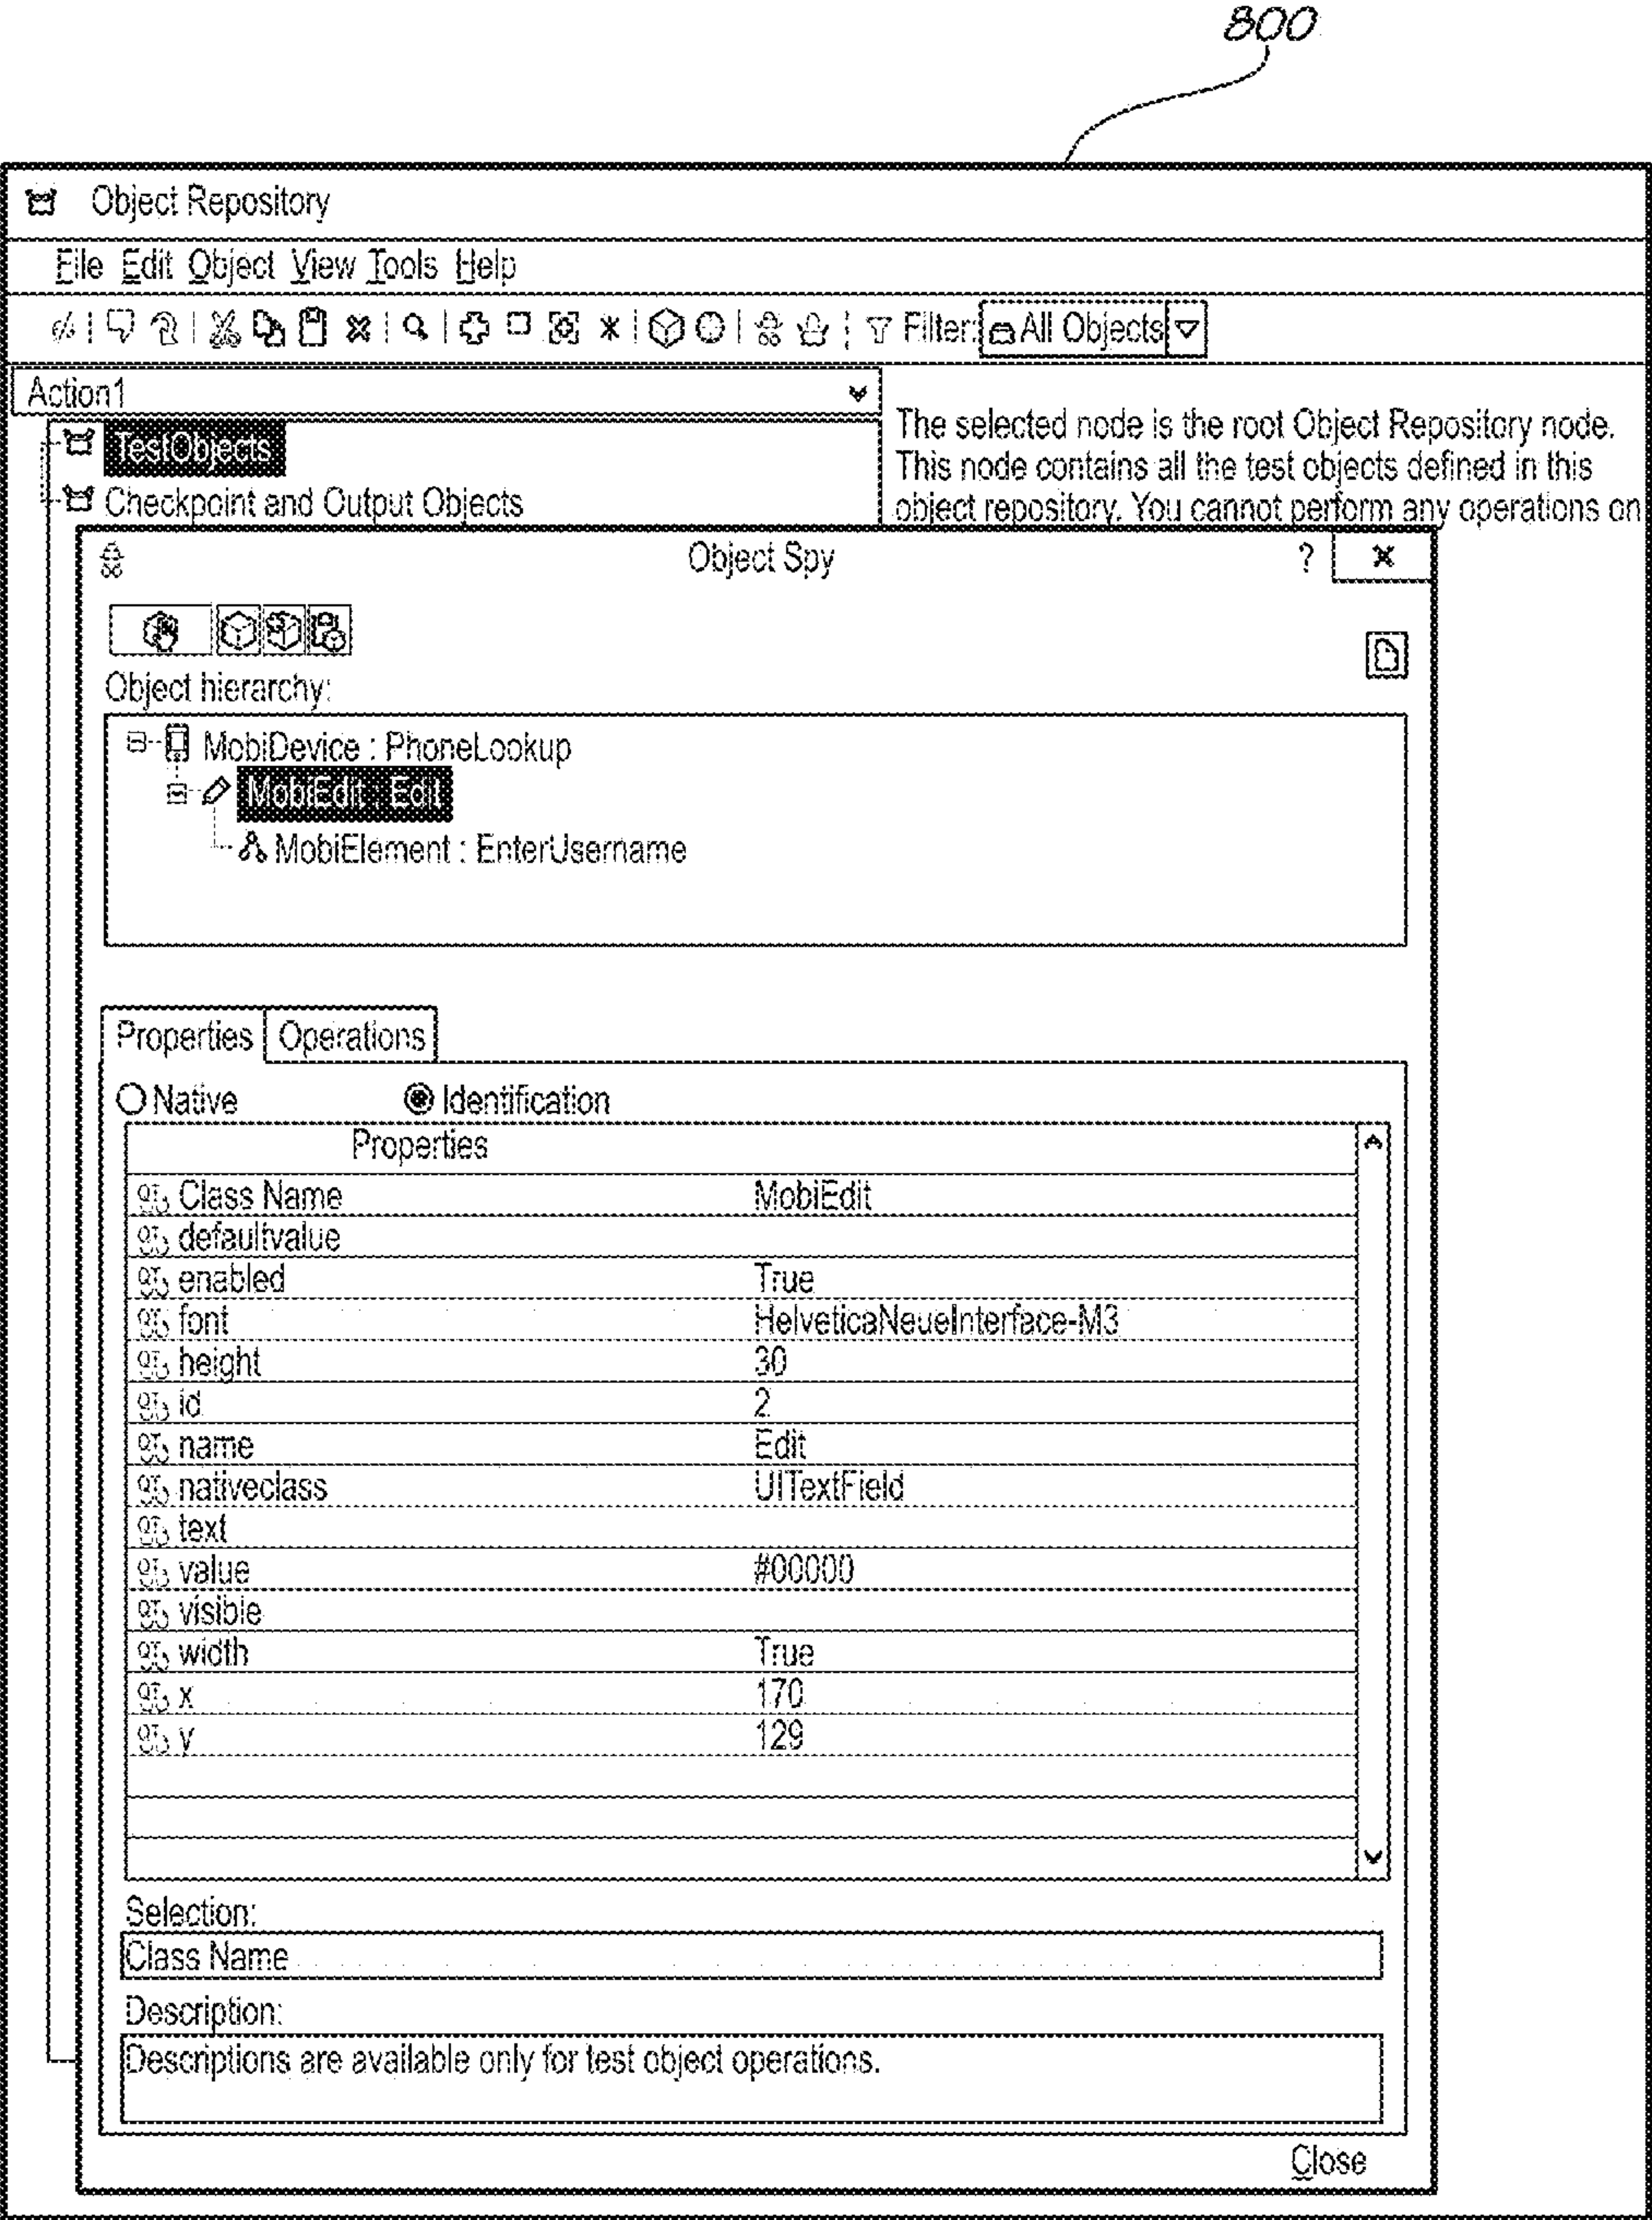 800
Object Repository
File Edit Object View Tools Help
Filter: All Objects
Action1
TestObjects
Checkpoint and Output Objects
The selected node is the root Object Repository node.
This node contains all the test objects defined in this
object repository. You cannot perform any operations on
Object Spy ?
Object hierarchy:
MobiDevice : PhoneLookup
MobiEdit : Edit
MobiElement : EnterUsername
Properties Operations
Native Identification
Properties
Class Name MobiEdit
defaultvalue
enabled True
font HelveticaNeueInterface-M3
height 30
id 2
name Edit
nativeclass UITextField
text
value #00000
visible
width True
x 170
y 129
Selection:
Class Name
Description:
Descriptions are available only for test object operations.
Close